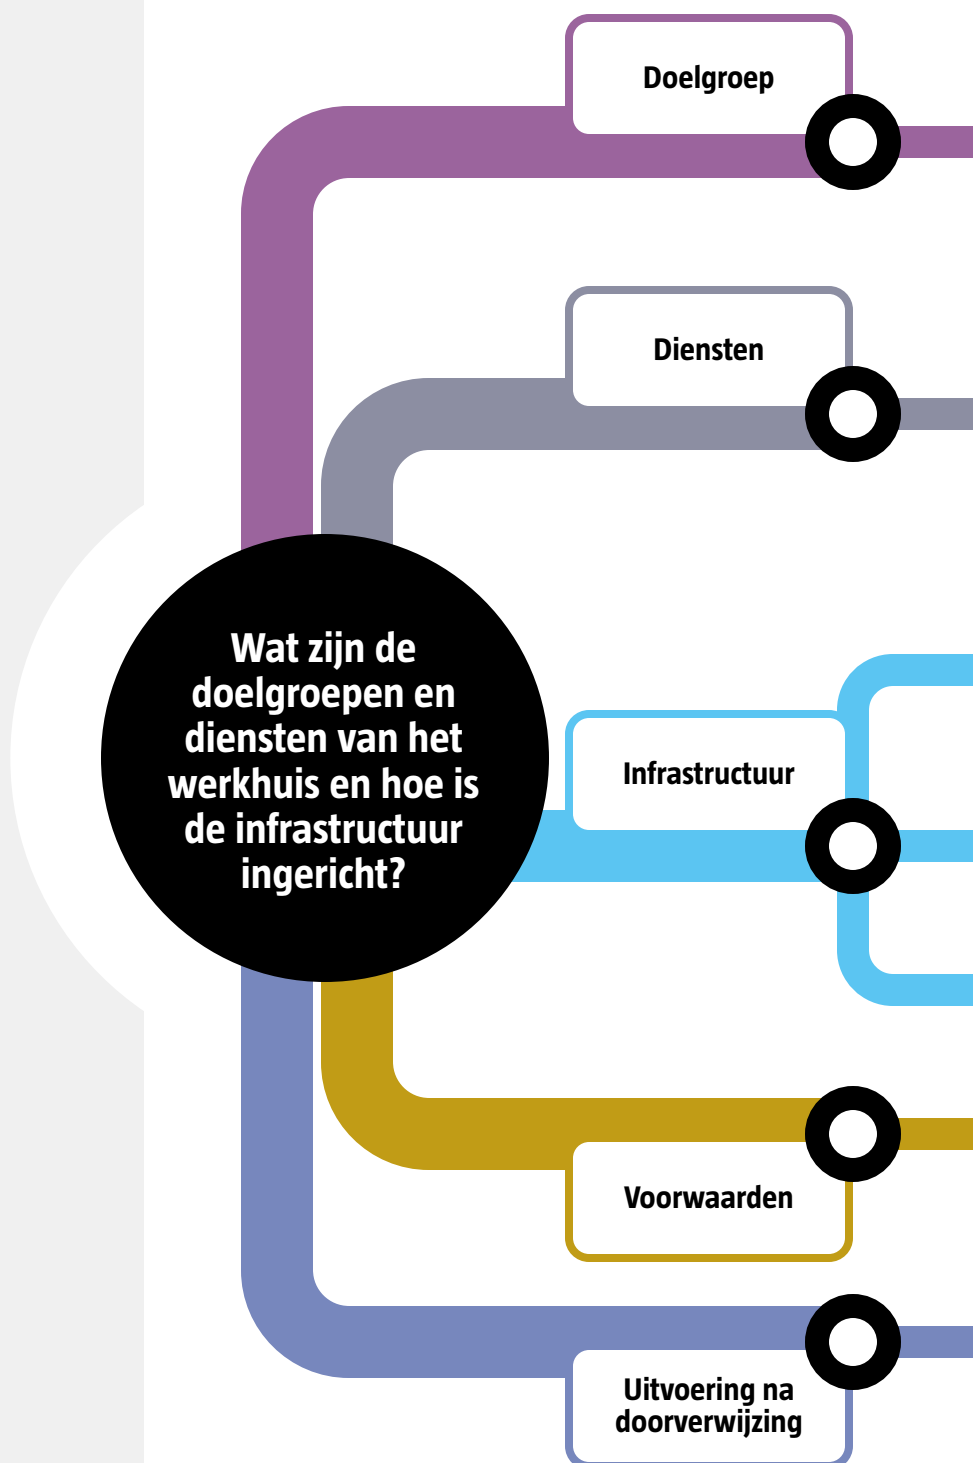 Doelgroep
Diensten
Wat zijn de
doelgroepen en
diensten van het
werkhuis en hoe is
de infrastructuur
ingericht?
Infrastructuur
Voorwaarden
Uitvoering na
doorverwijzing